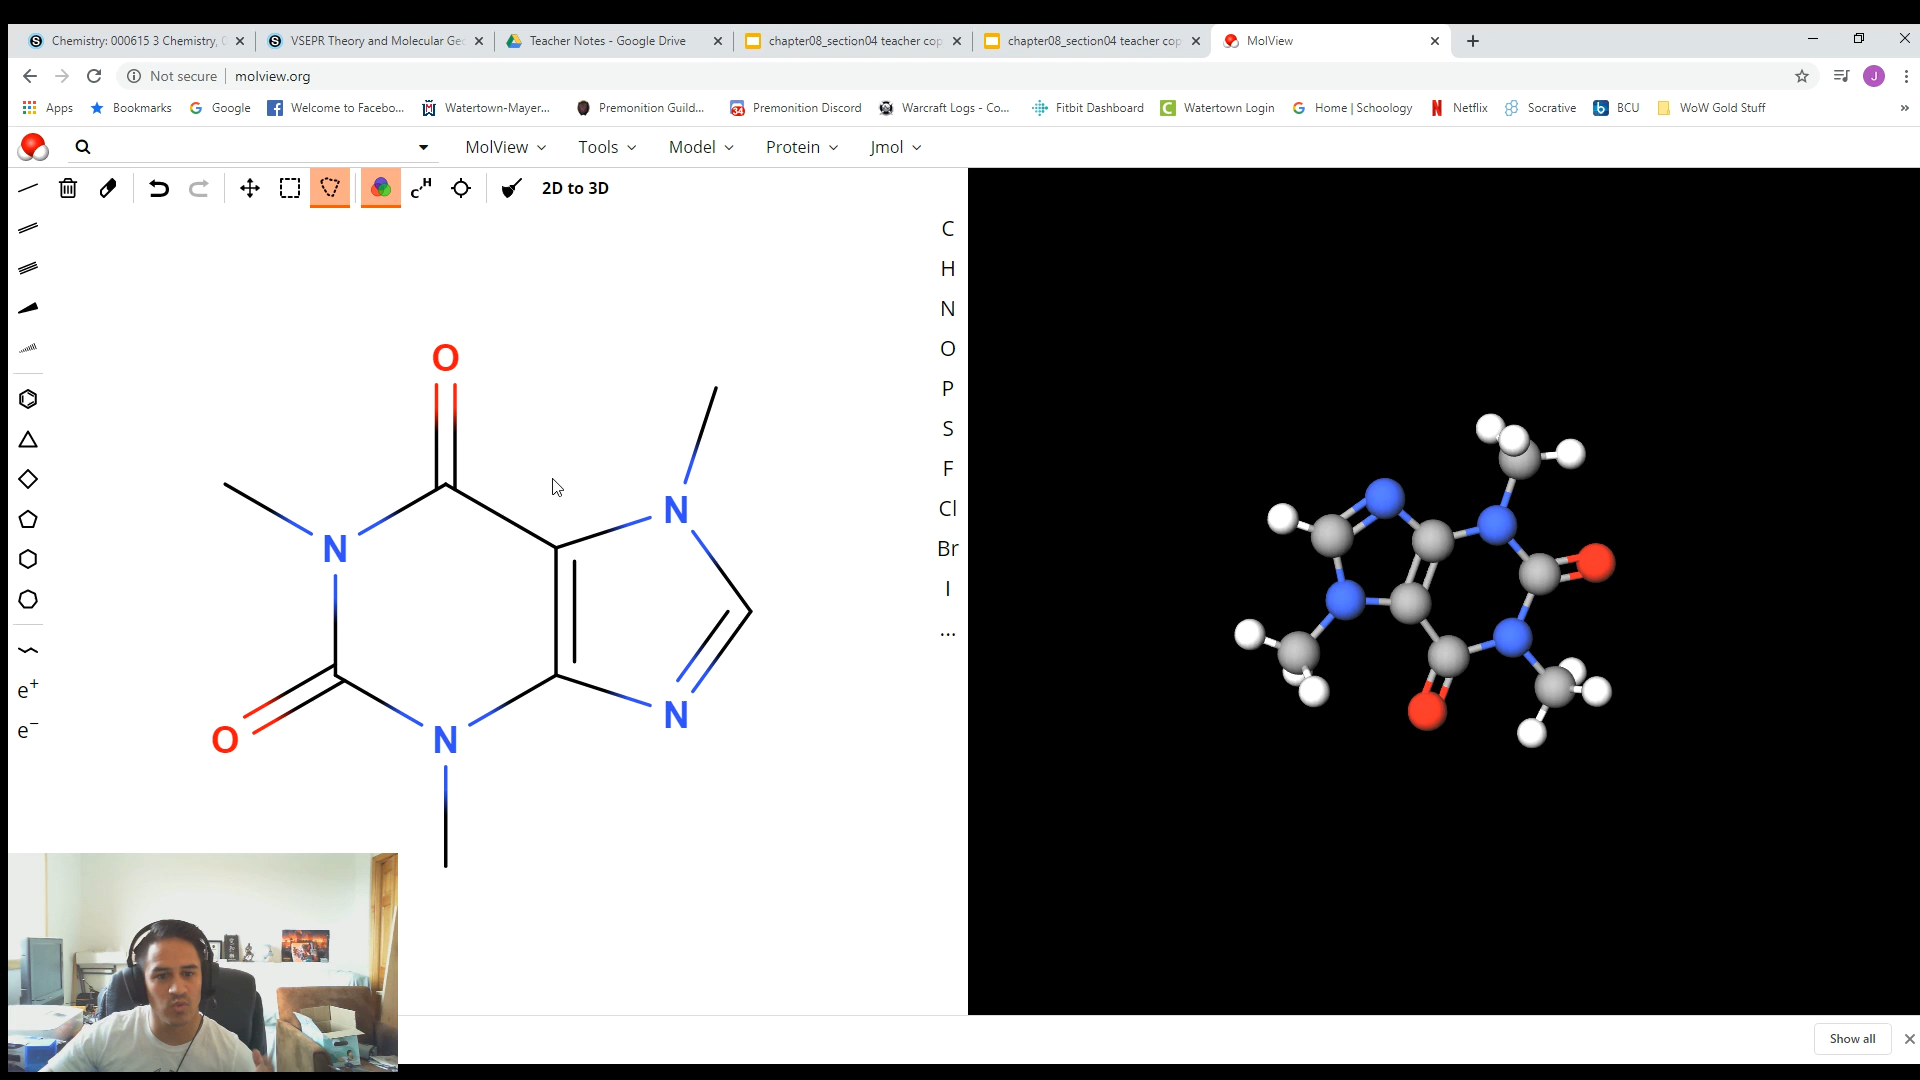 Chemistry: 000615 3 Chemistry,
VSEPR Theory and Molecular Ge
Teacher Notes - Google Drive
chapter08_section04 teacher cop
chapter08_section04 teacher cop
MolView
Not secure | molview.org
J
Apps
Bookmarks
Google
Welcome to Facebo...
Watertown-Mayer...
Premonition Guild...
Premonition Discord
Warcraft Logs - Co...
Fitbit Dashboard
Watertown Login
Home | Schoology
Netflix
Socrative
BCU
WoW Gold Stuff
»
MolView
Tools
Model
Protein
Jmol
C H
2D to 3D
C
H
N
O
P
S
F
Cl
Br
I
...
e+
e−
O
N
N
O
N
N
Show all